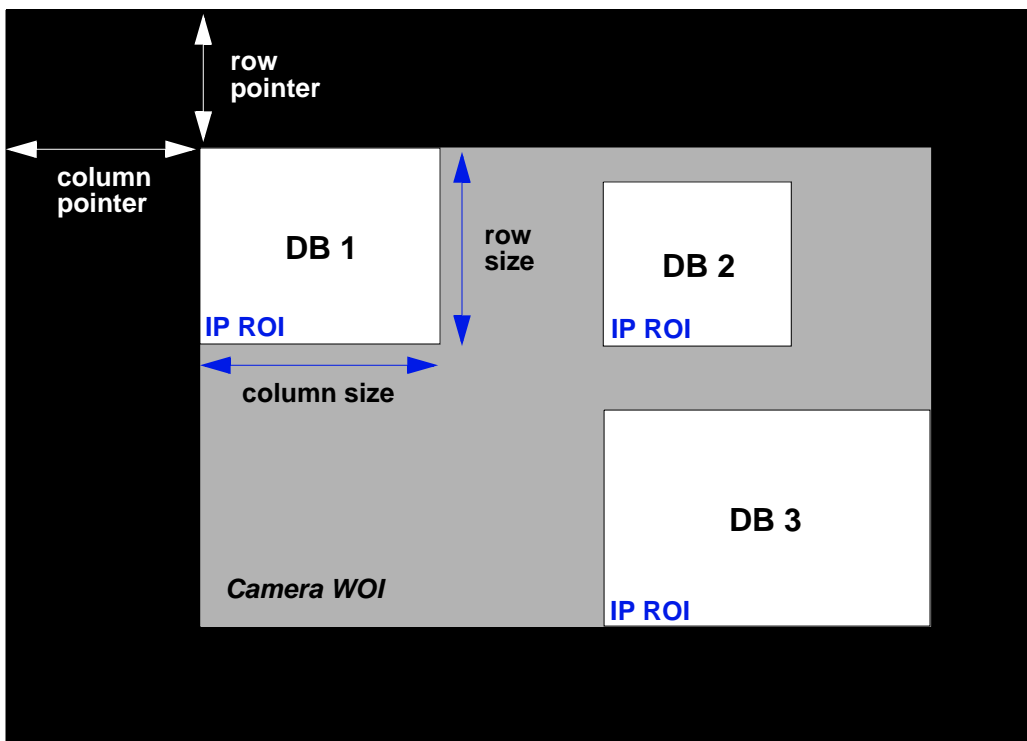 row
pointer
column
pointer
DB 1
row
size
DB 2
IP ROI
IP ROI
column size
DB 3
Camera WOI
IP ROI